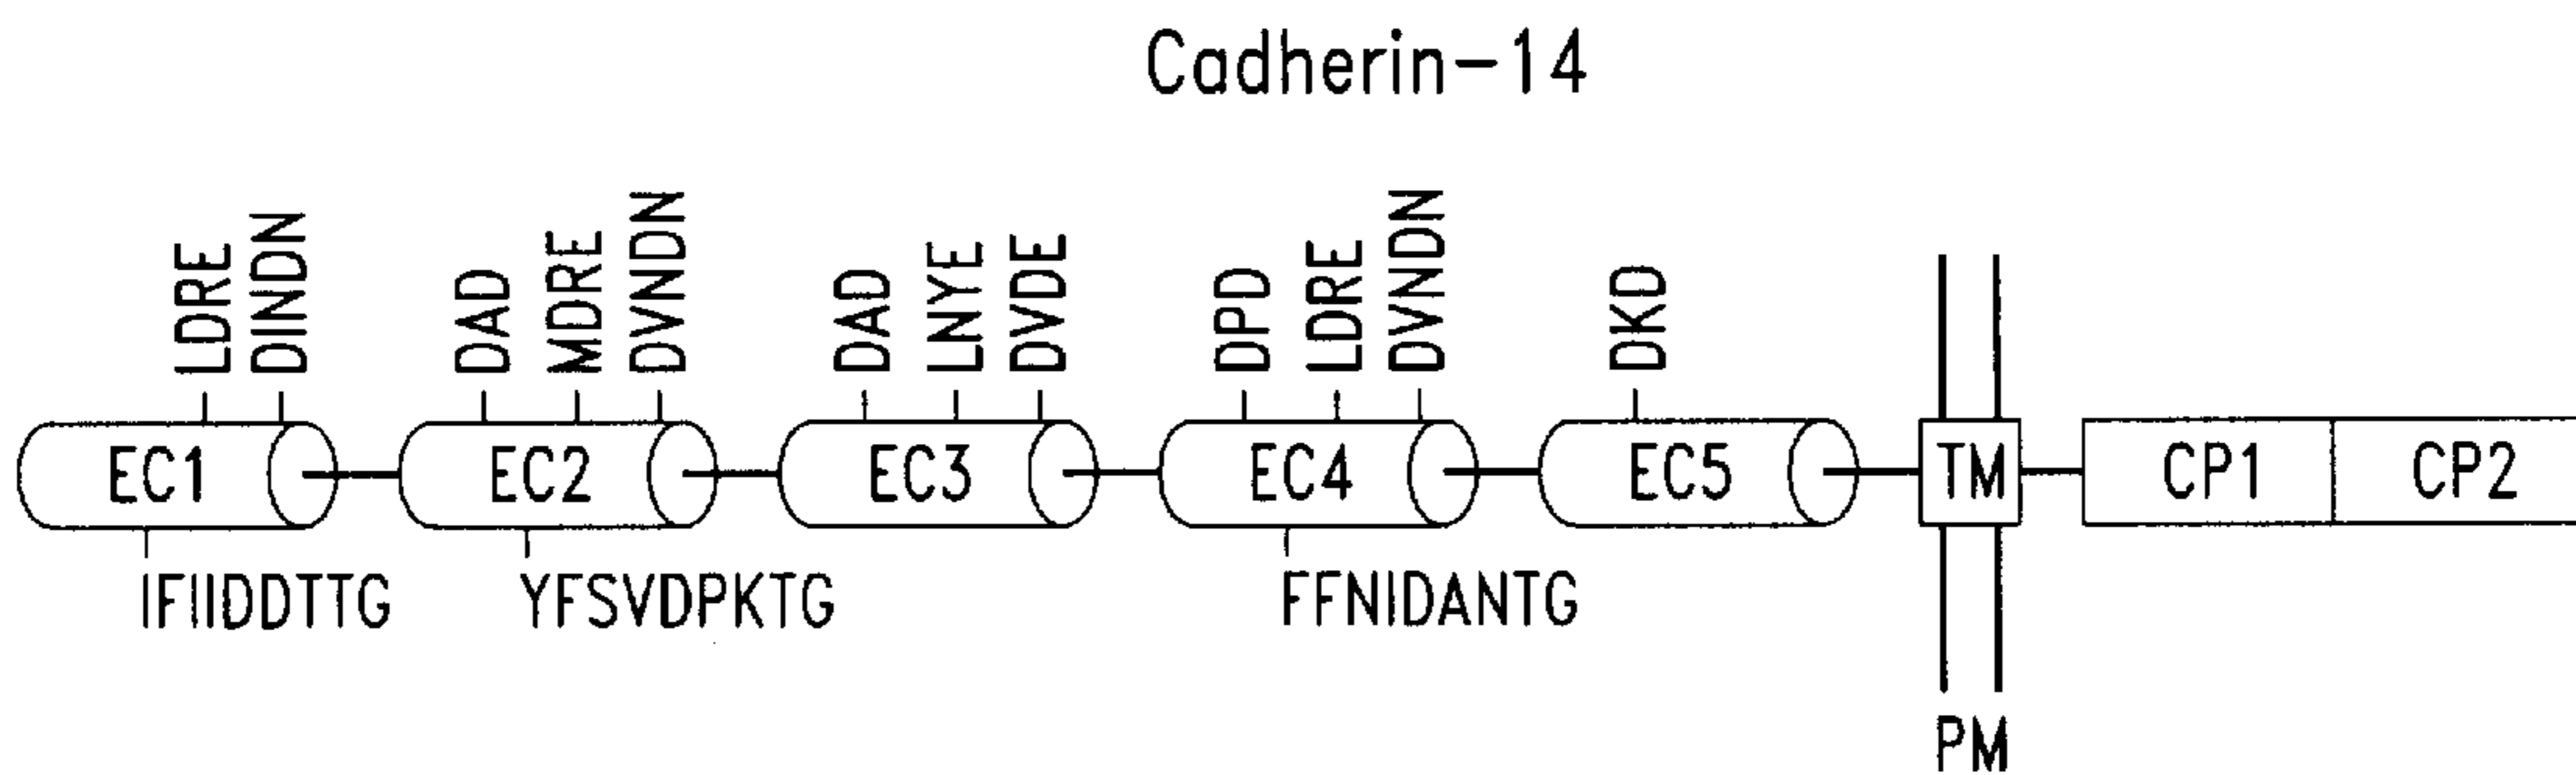 Cadherin-14
LDRE
DINDN
DAD
MDRE
DVNDN
DAD
LNYE
DVDE
DPD
LDRE
DVNDN
DKD
EC1
EC2
EC3
EC4
EC5
TM
CP1
CP2
IFIIDDTTG
YFSVDPKTG
FFNIDANTG
PM